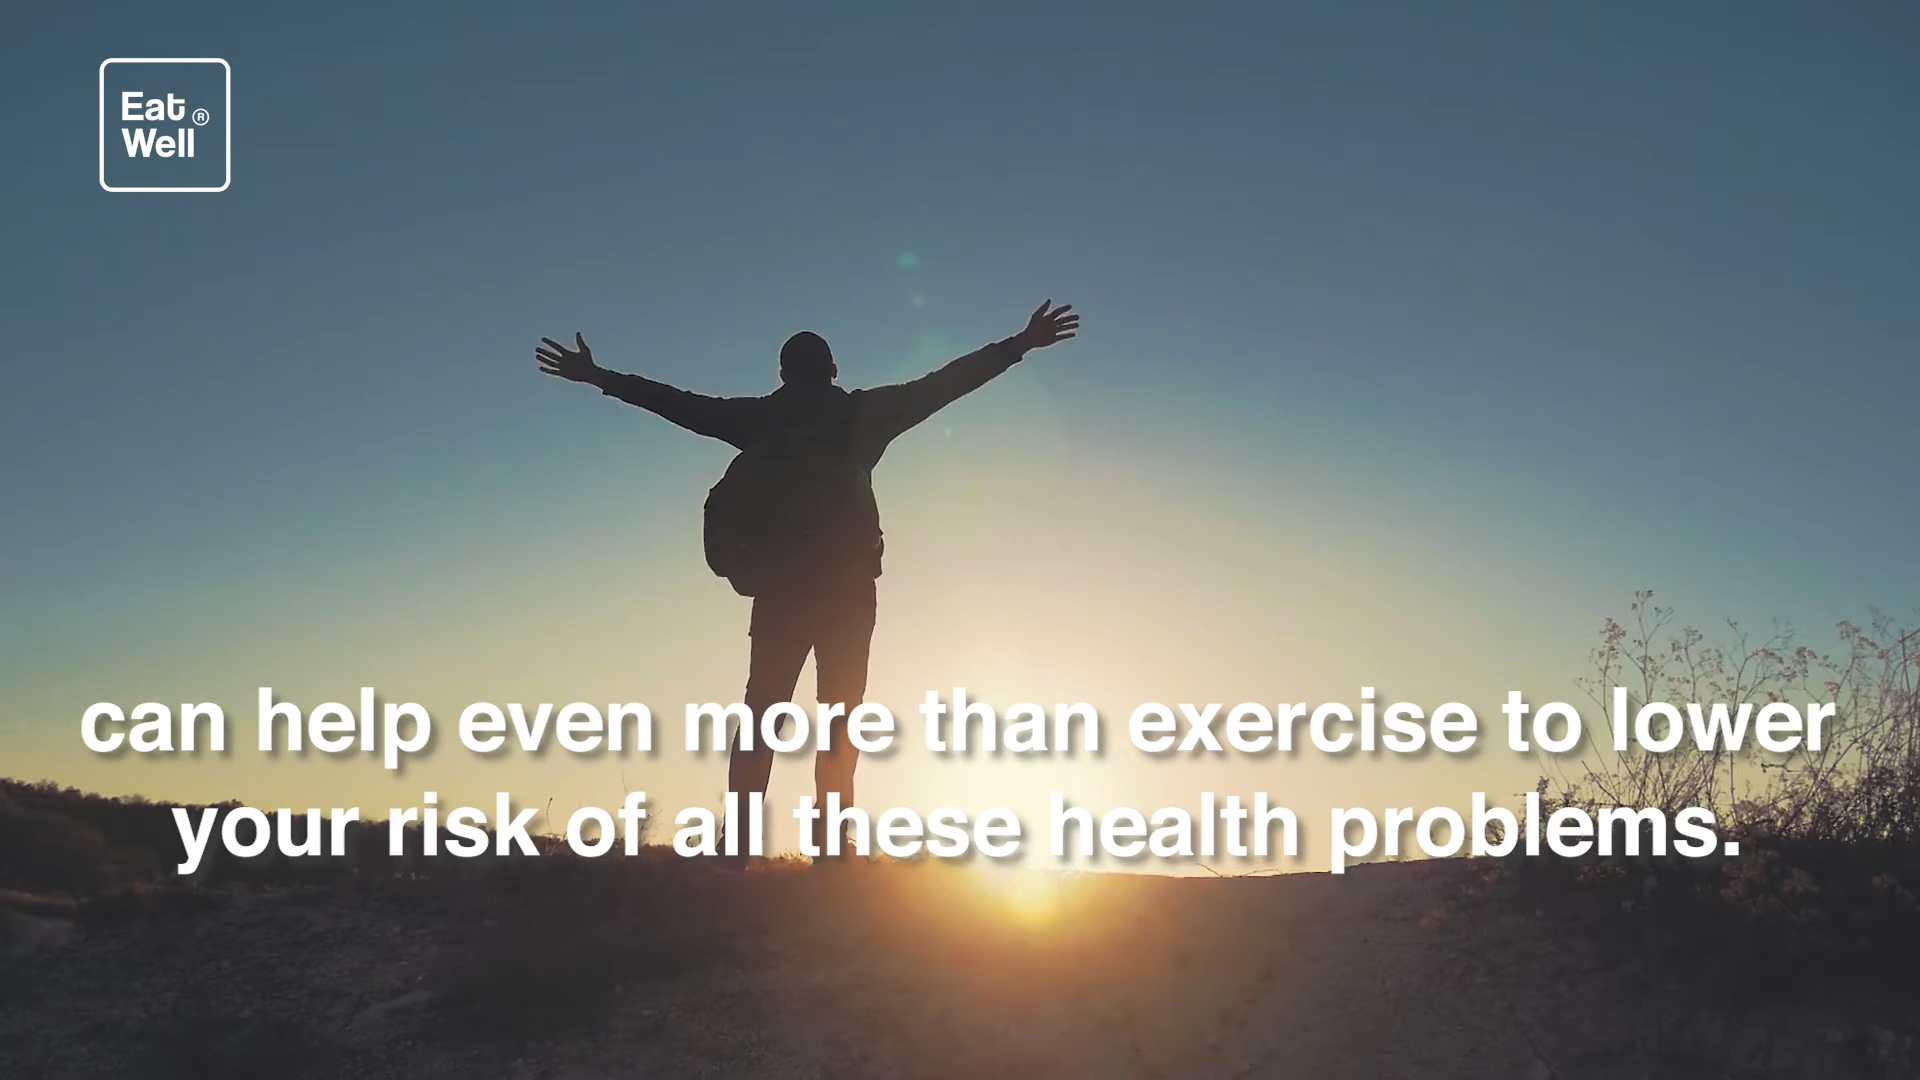 Eat ®
Well
can help even more than exercise to lower
your risk of all these health problems.